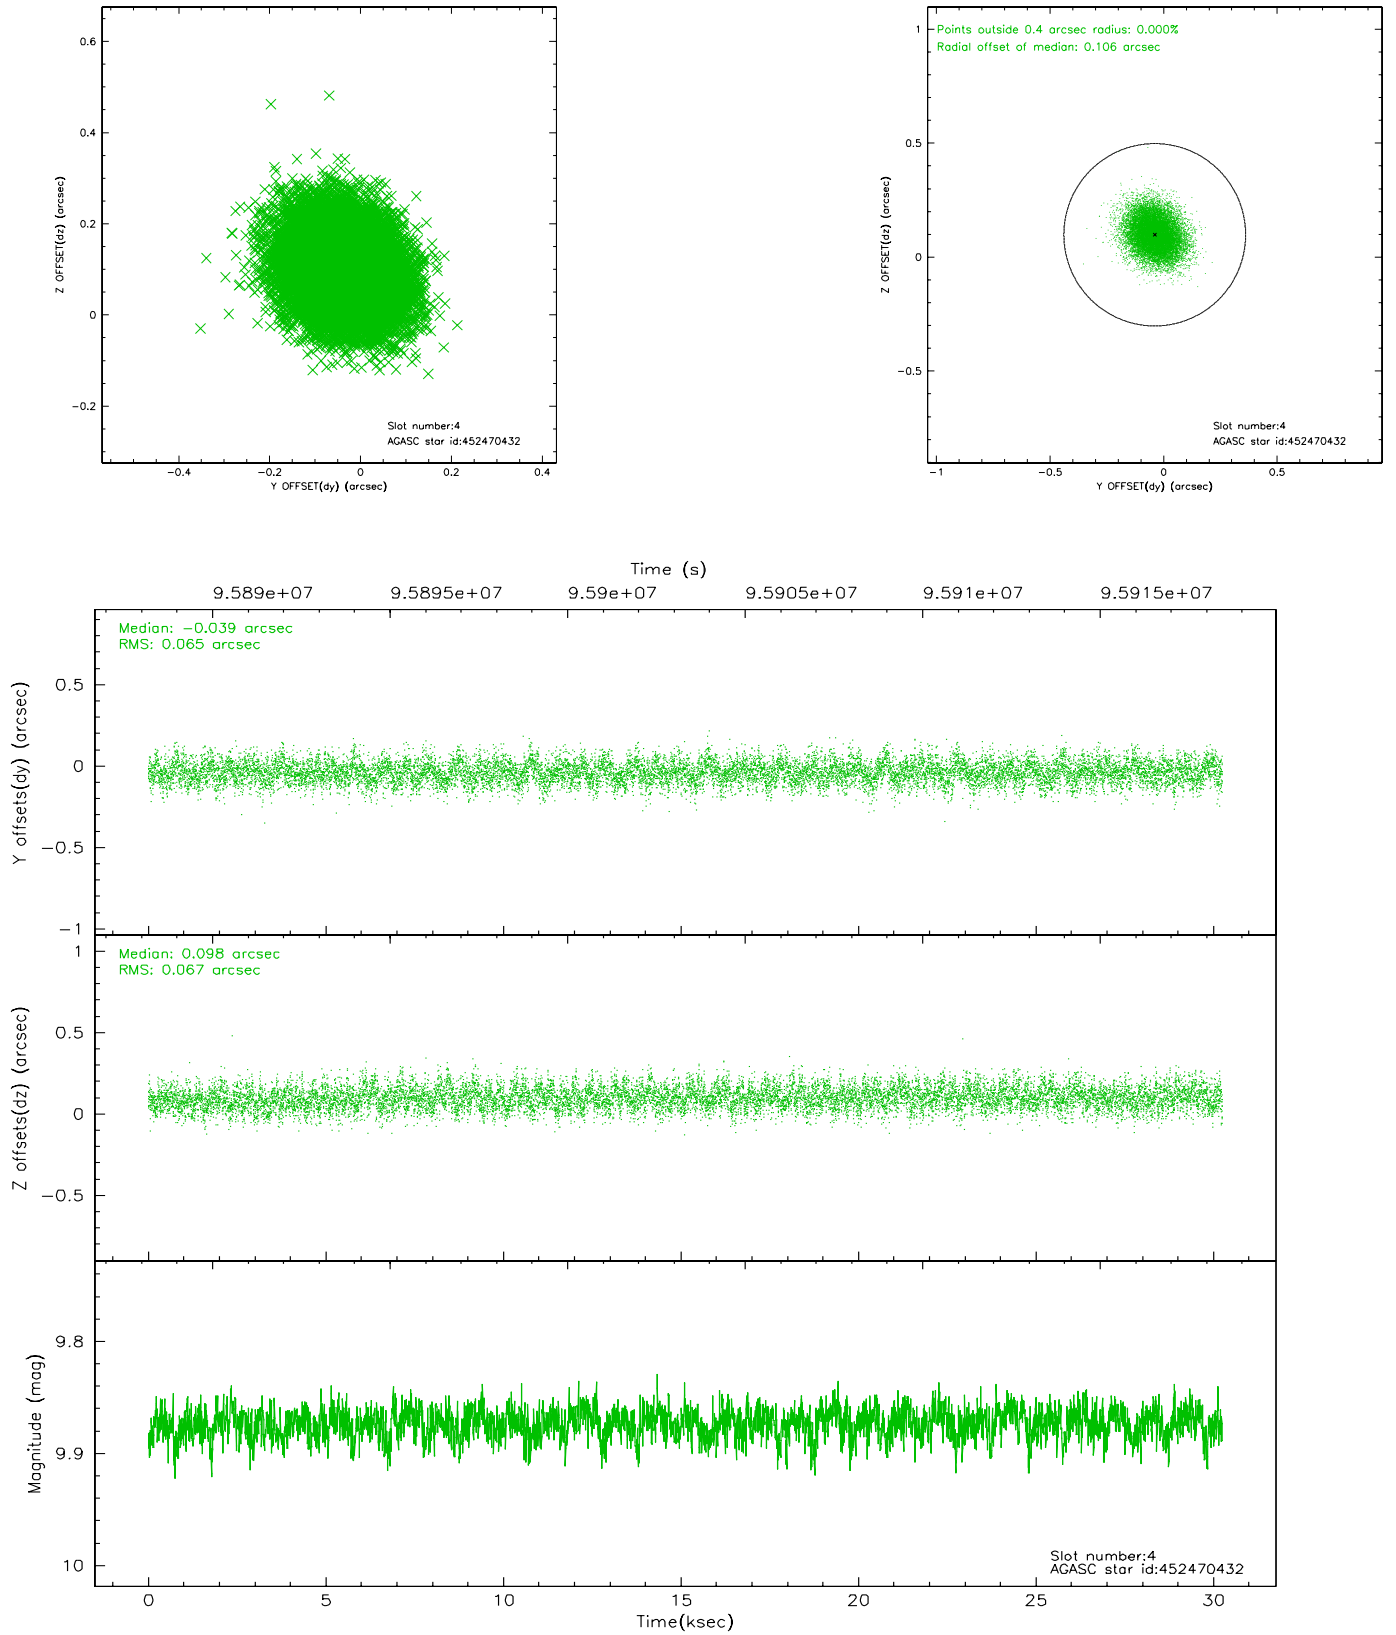 0.6
0.4
0.2
0
−0.2
Z OFFSET(dz) (arcsec)
Slot number:4
AGASC star id:452470432
−0.4 −0.2 0 0.2 0.4
Y OFFSET(dy) (arcsec)
Points outside 0.4 arcsec radius: 0.000%
Radial offset of median: 0.106 arcsec
1
0.5
0
−0.5
Z OFFSET(dz) (arcsec)
Slot number:4
AGASC star id:452470432
−1 −0.5 0 0.5
Y OFFSET(dy) (arcsec)
Time (s)
9.589e+07 9.5895e+07 9.59e+07 9.5905e+07 9.591e+07 9.5915e+07
Median: −0.039 arcsec
RMS: 0.065 arcsec
0.5
0
−0.5
−1
Y offsets(dy) (arcsec)
Median: 0.098 arcsec
RMS: 0.067 arcsec
1
0.5
0
−0.5
Z offsets(dz) (arcsec)
9.8
9.9
10
Magnitude (mag)
Slot number:4
AGASC star id:452470432
0 5 10 15 20 25 30
Time(ksec)